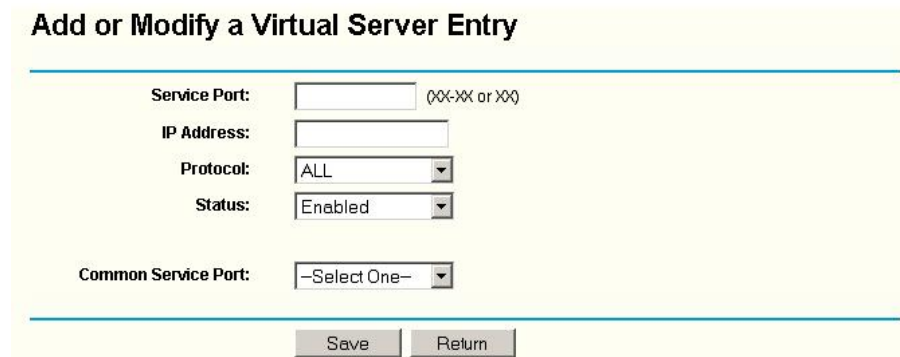 Add or Modify a Virtual Server Entry
Service Port: (XX-XX or XX)
IP Address:
Protocol: ALL
Status: Enabled
Common Service Port: --Select One--
Save Return